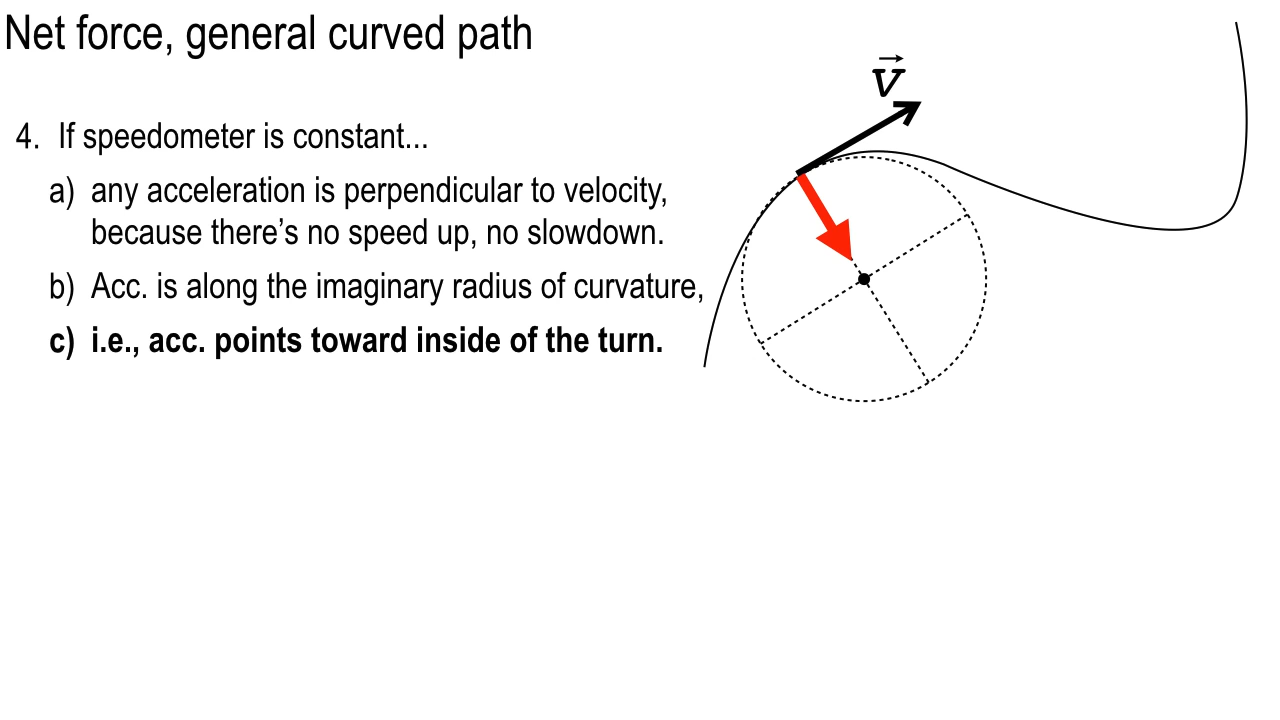 Net force, general curved path
v⃗
4. If speedometer is constant...
a) any acceleration is perpendicular to velocity,
because there’s no speed up, no slowdown.
b) Acc. is along the imaginary radius of curvature,
c) i.e., acc. points toward inside of the turn.